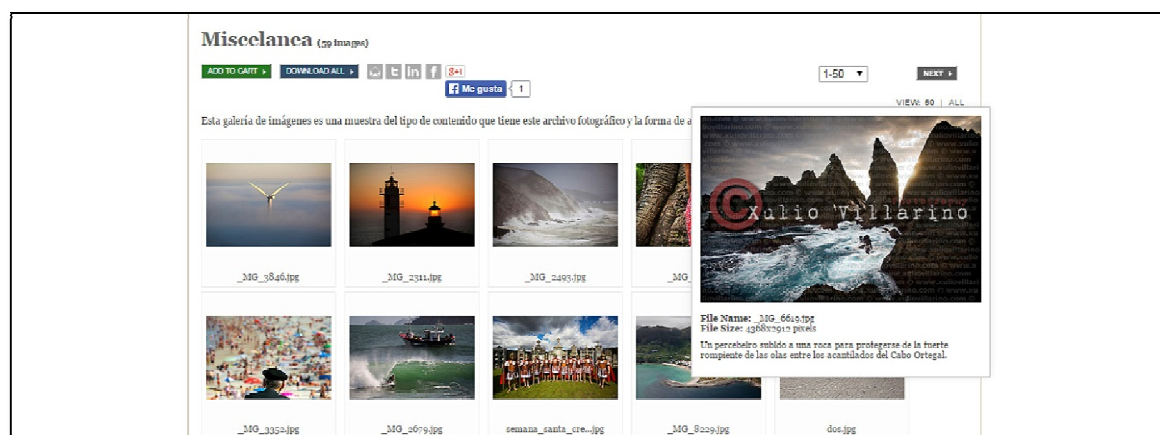 Miscelanea (59 images)
ADD TO CART
DOWNLOAD ALL
g+1
Me gusta
1
1-50
NEXT
VIEW: 50 | ALL
Esta galería de imágenes es una muestra del tipo de contenido que tiene este archivo fotográfico y la forma de a
© Xulio Villarino
_MG_3846.jpg
_MG_2311.jpg
_MG_2493.jpg
_MG_
File Name: _MG_6619.jpg
File Size: 4368x2912 pixels
Un percebeiro subido a una roca para protegerse de la fuerte
rompiente de las olas entre los acantilados del Cabo Ortegal.
_MG_3352.jpg
_MG_2679.jpg
semana_santa_cre...jpg
_MG_8229.jpg
dos.jpg